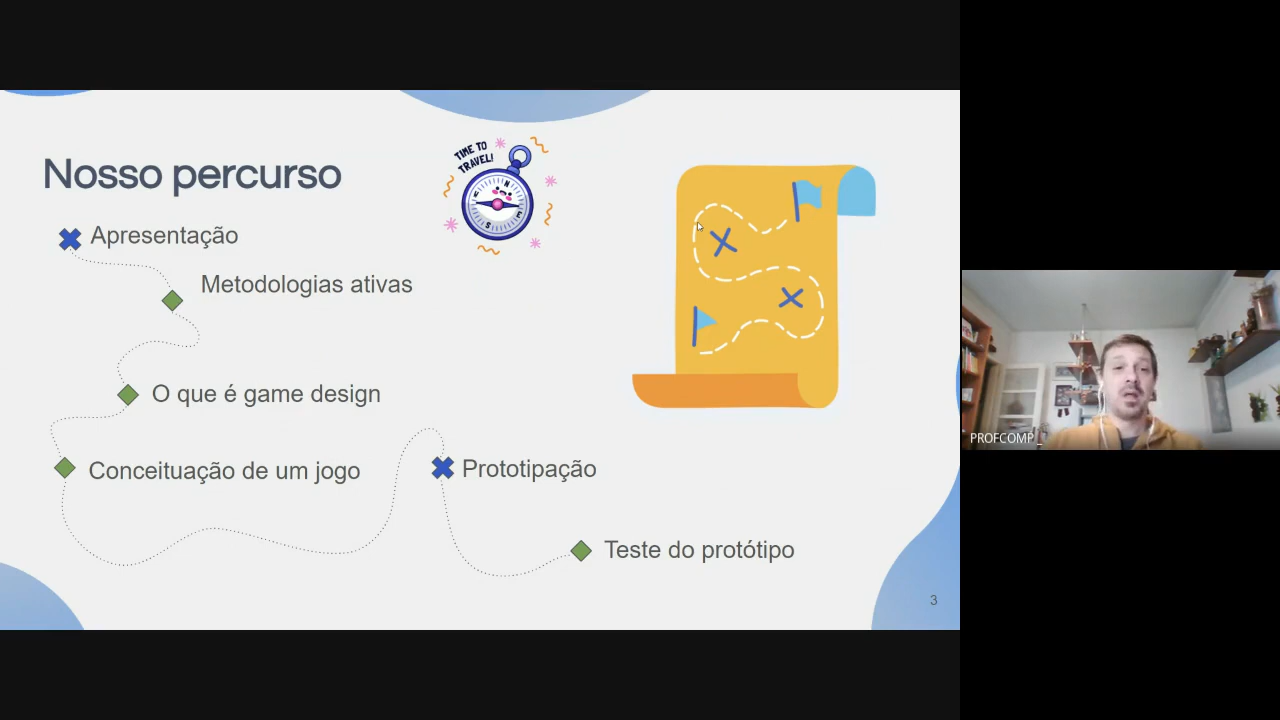 Nosso percurso
TIME TO
TRAVEL!
N
E
S
Apresentação
Metodologias ativas
O que é game design
Conceituação de um jogo
Prototipação
Teste do protótipo
3
PROFCOMP _